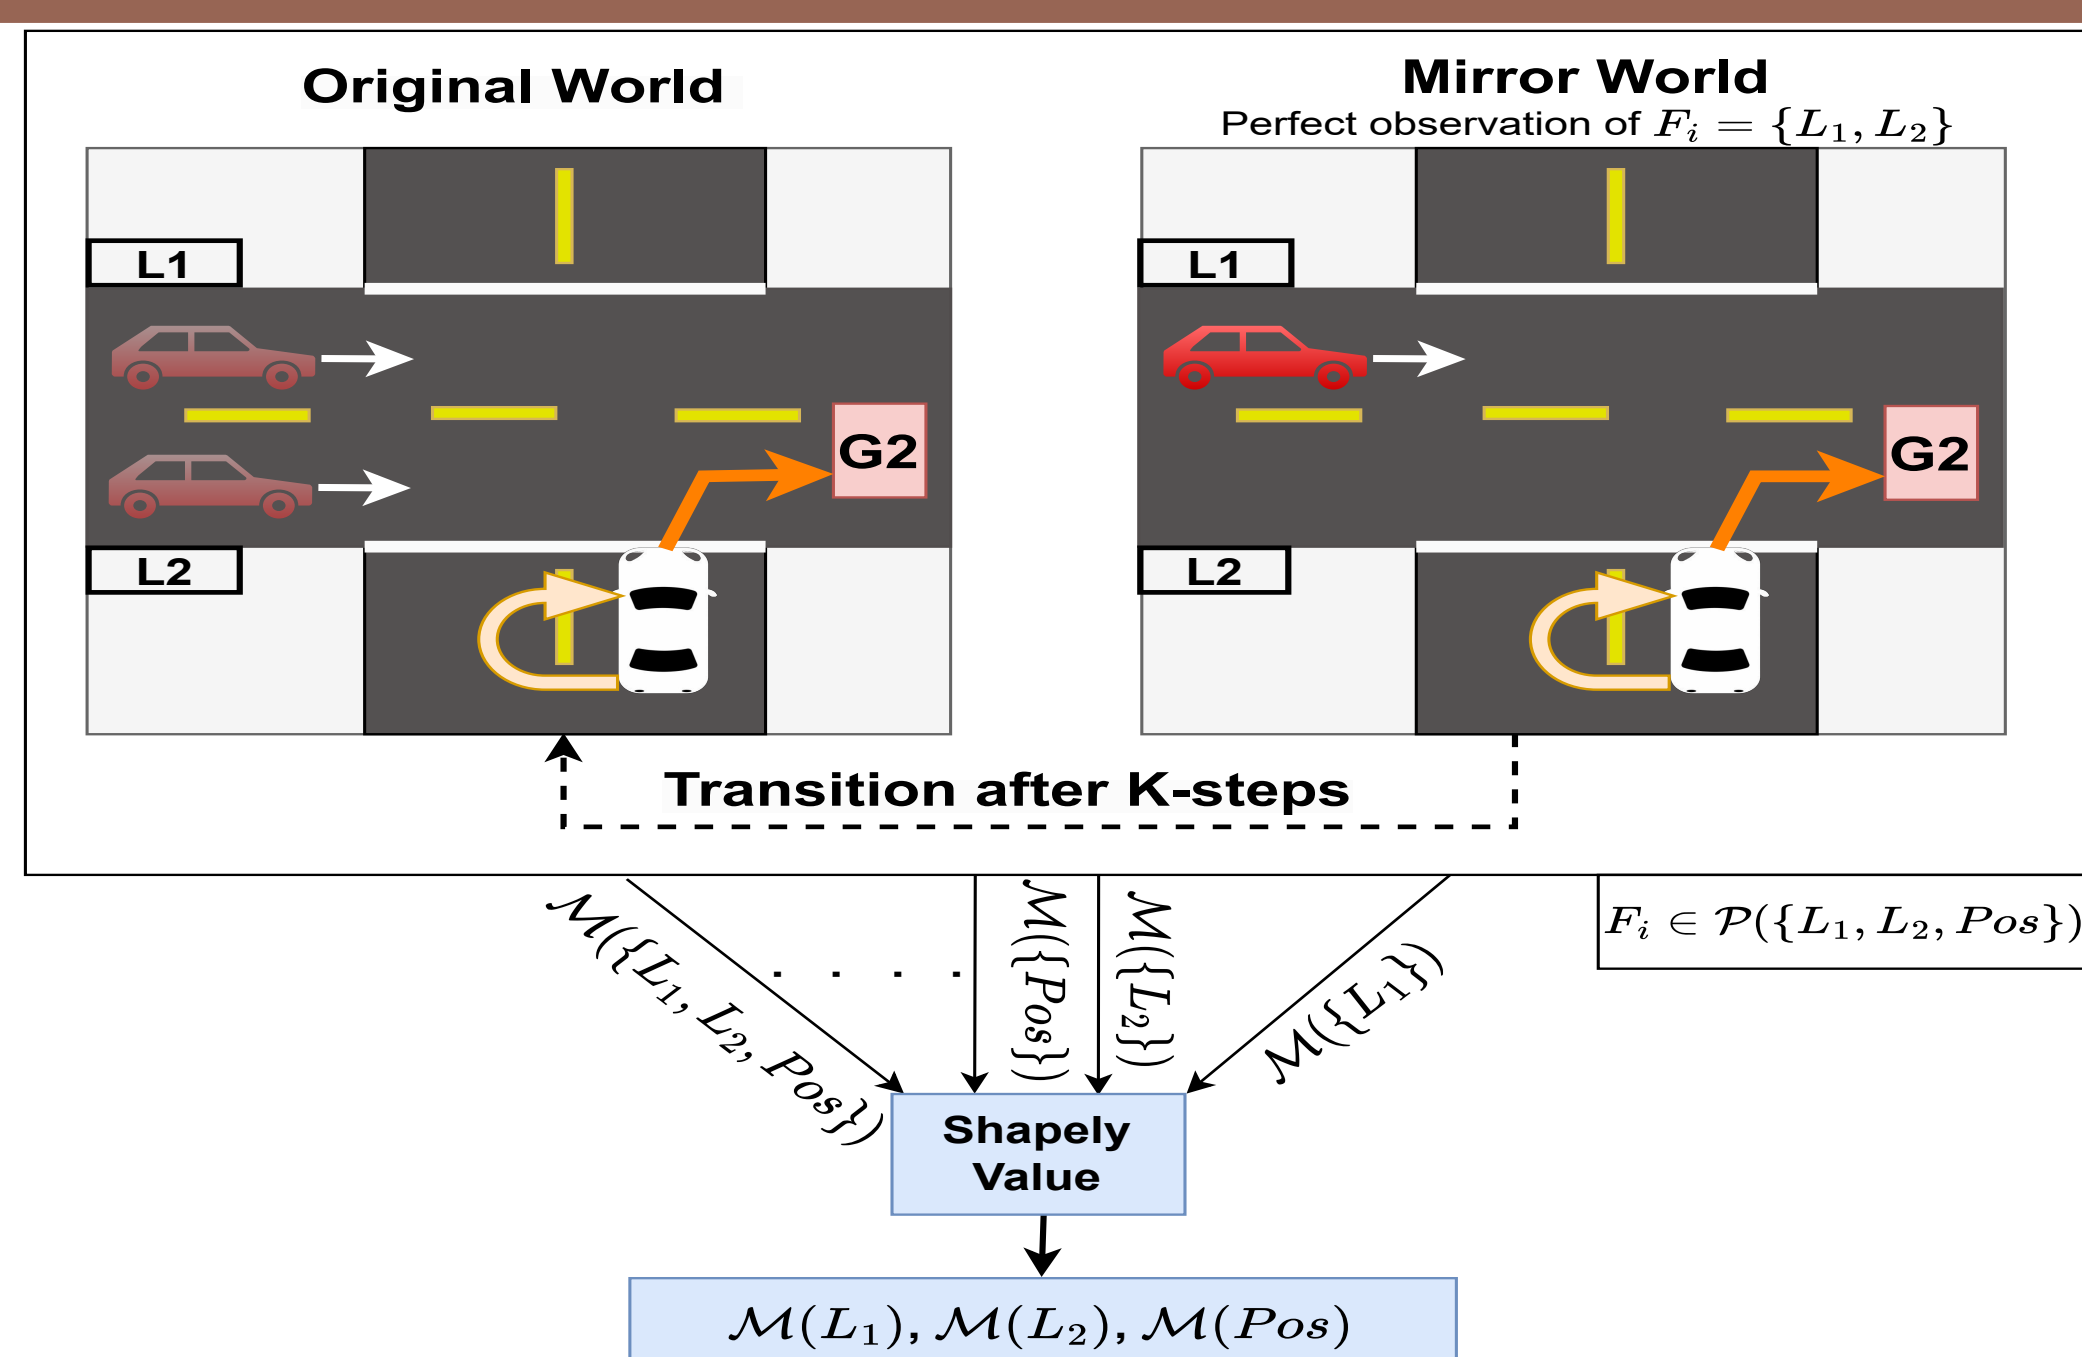 Original World
Mirror World
Perfect observation of $F_i = \{L_1, L_2\}$
L1
L1
G2
G2
L2
L2
Transition after K-steps
$\mathcal{M}(\{L_1, L_2, Pos\})$
. . . .
$\mathcal{M}(\{Pos\})$
$\mathcal{M}(\{L_2\})$
$\mathcal{M}(\{L_1\})$
$F_i \in \mathcal{P}(\{L_1, L_2, Pos\})$
Shapely
Value
$\mathcal{M}(L_1), \mathcal{M}(L_2), \mathcal{M}(Pos)$